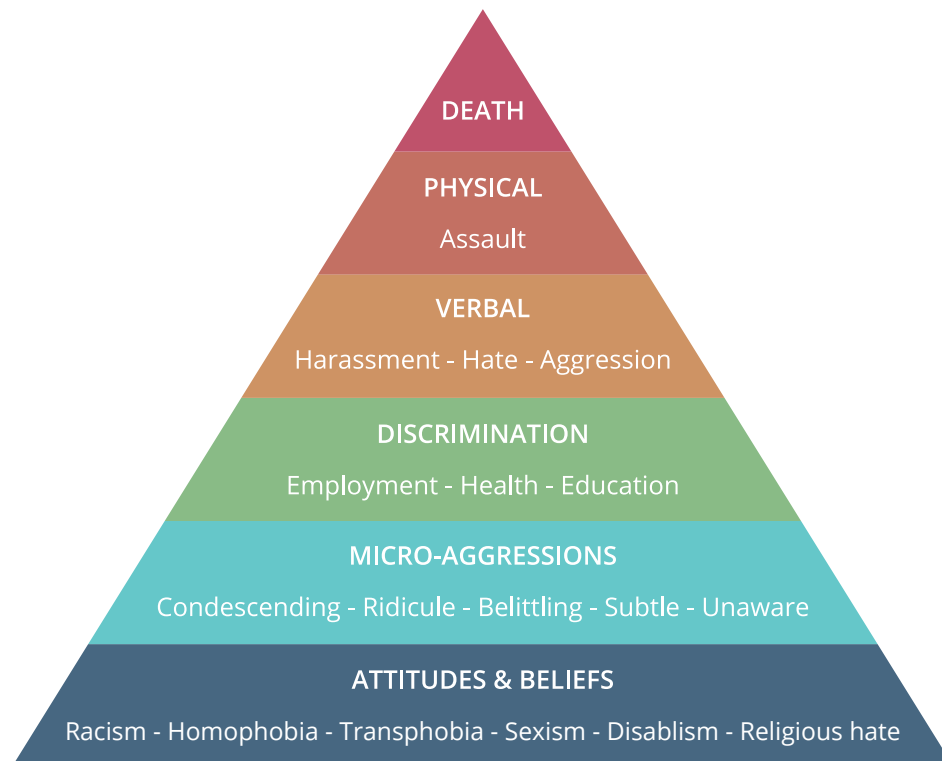 DEATH
PHYSICAL
Assault
VERBAL
Harassment - Hate - Aggression
DISCRIMINATION
Employment - Health - Education
MICRO-AGGRESSIONS
Condescending - Ridicule - Belittling - Subtle - Unaware
ATTITUDES & BELIEFS
Racism - Homophobia - Transphobia - Sexism - Disablism - Religious hate